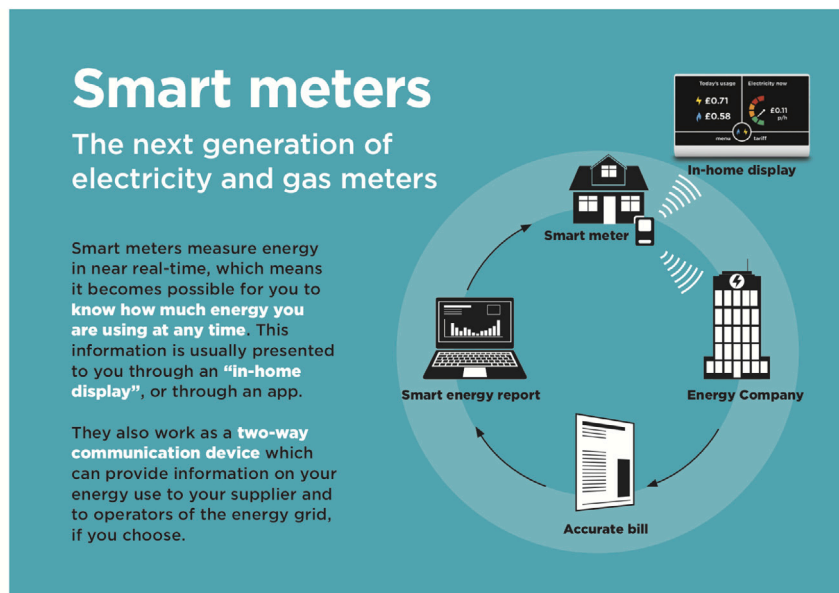 Smart meters
The next generation of
electricity and gas meters
Smart meters measure energy
in near real-time, which means
it becomes possible for you to
know how much energy you
are using at any time. This
information is usually presented
to you through an “in-home
display”, or through an app.
They also work as a two-way
communication device which
can provide information on your
energy use to your supplier and
to operators of the energy grid,
if you choose.
Today's usage
£0.71
£0.58
Electricity now
£0.11
p/h
menu
tariff
In-home display
Smart meter
Energy Company
Accurate bill
Smart energy report